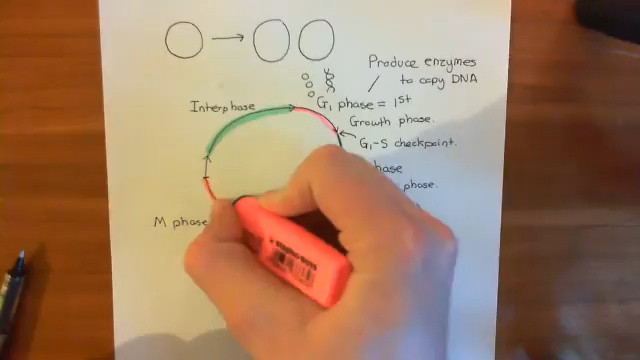 Produce enzymes
to copy DNA
Interphase
G1 phase = 1st
Growth phase.
G1-S checkpoint.
phase
phase.
M phase